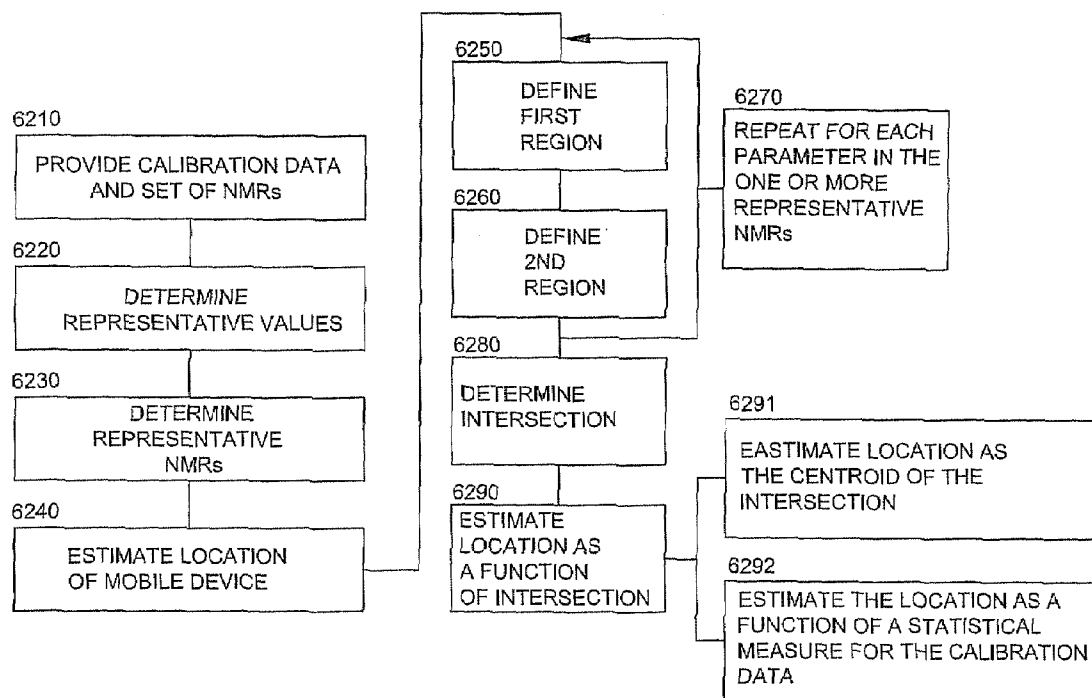 6210
PROVIDE CALIBRATION DATA
AND SET OF NMRs
6220
DETERMINE
REPRESENTATIVE VALUES
6230
DETERMINE
REPRESENTATIVE
NMRs
6240
ESTIMATE LOCATION
OF MOBILE DEVICE
6250
DEFINE
FIRST
REGION
6260
DEFINE
2ND
REGION
6270
REPEAT FOR EACH
PARAMETER IN THE
ONE OR MORE
REPRESENTATIVE
NMRs
6280
DETERMINE
INTERSECTION
6290
ESTIMATE
LOCATION AS
A FUNCTION
OF INTERSECTION
6291
EASTIMATE LOCATION AS
THE CENTROID OF THE
INTERSECTION
6292
ESTIMATE THE LOCATION AS A
FUNCTION OF A STATISTICAL
MEASURE FOR THE CALIBRATION
DATA